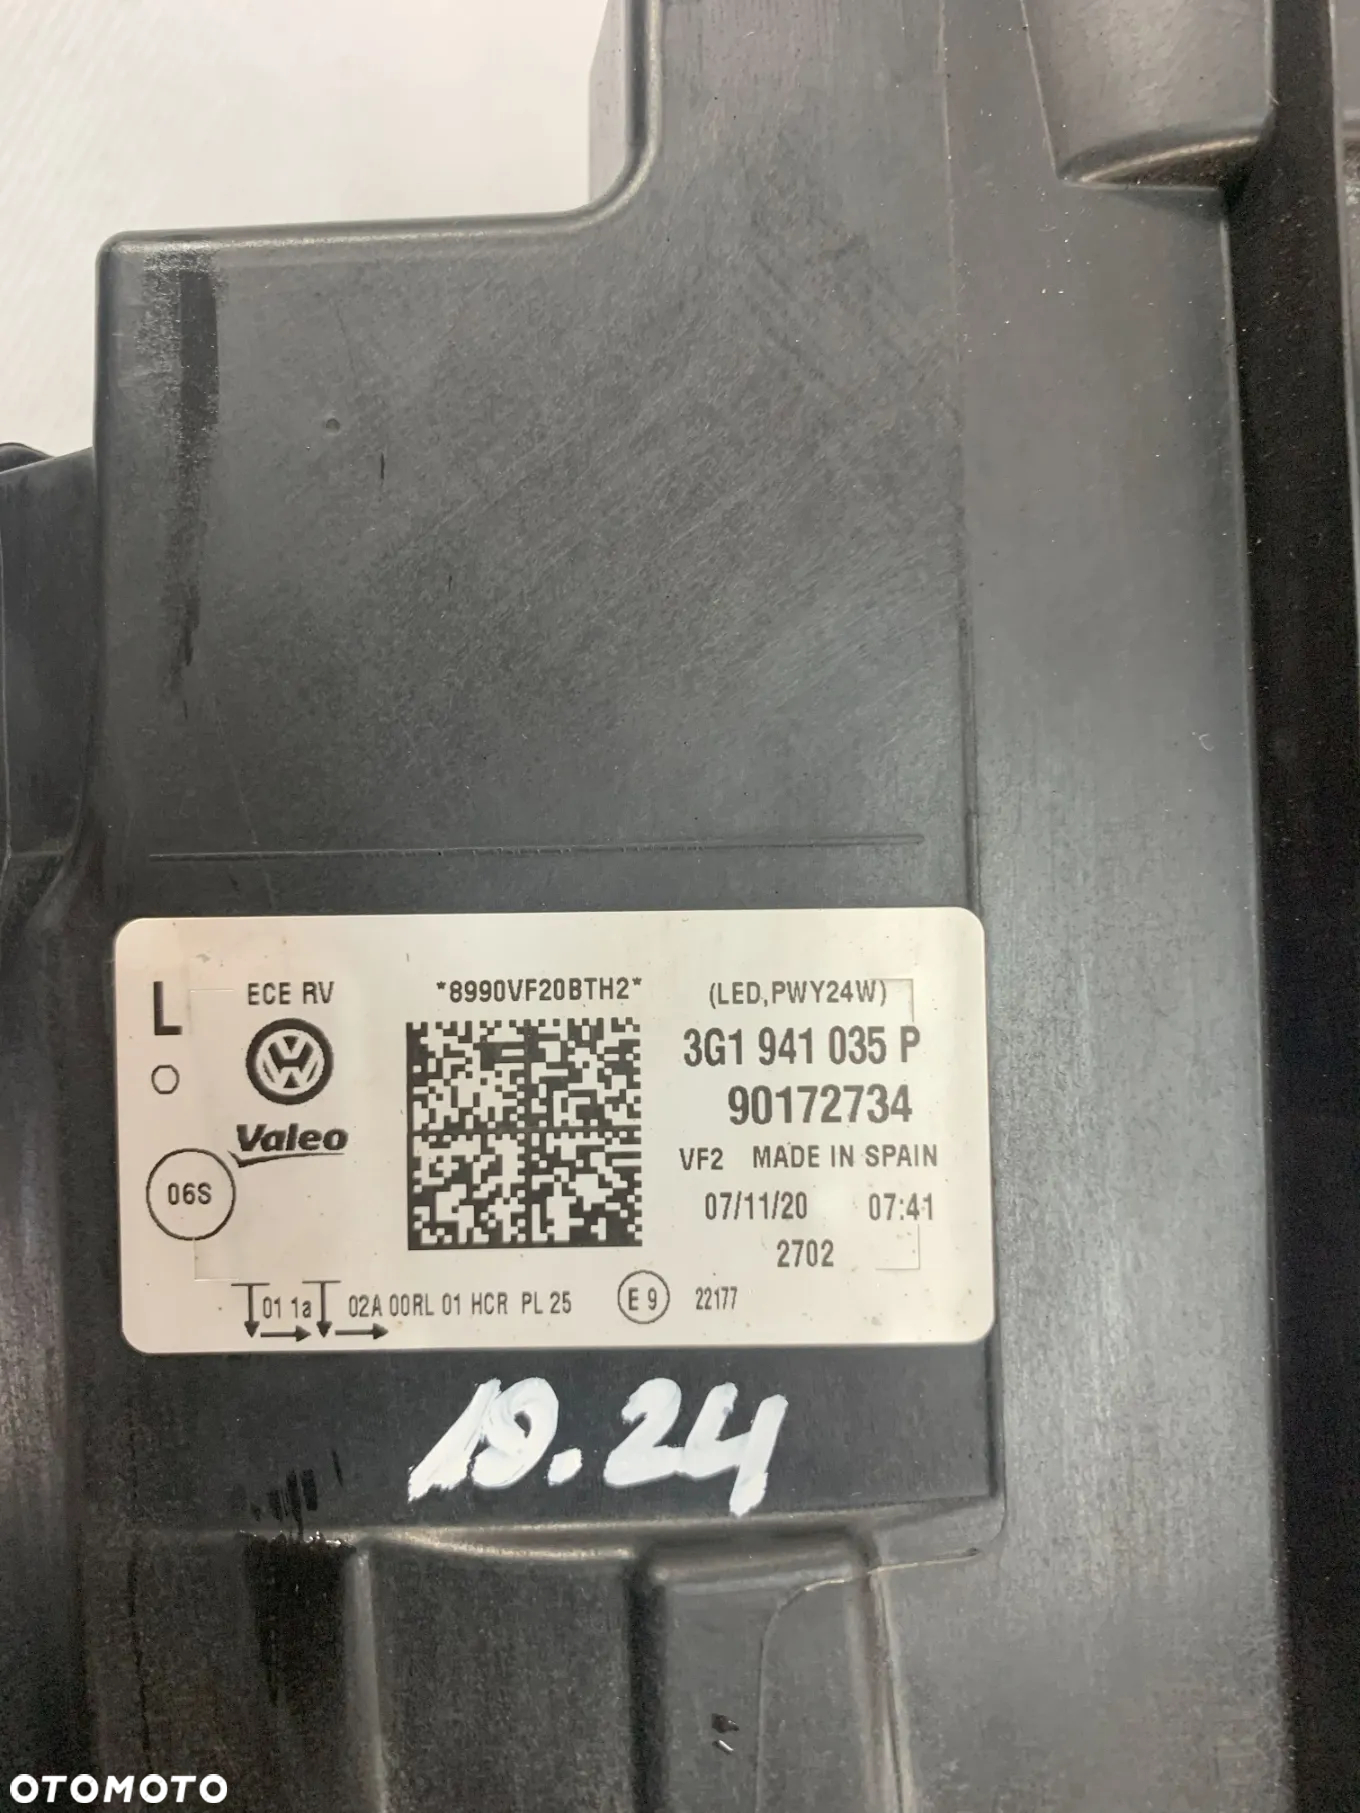 L
ECE RV
*8990VF20BTH2*
(LED,PWY24W)
3G1 941 035 P
90172734
Valeo
VF2 MADE IN SPAIN
06S
07/11/20 07:41
2702
01 1a 02A 00RL 01 HCR PL 25 E9 22177
19.24
OTOMOTO